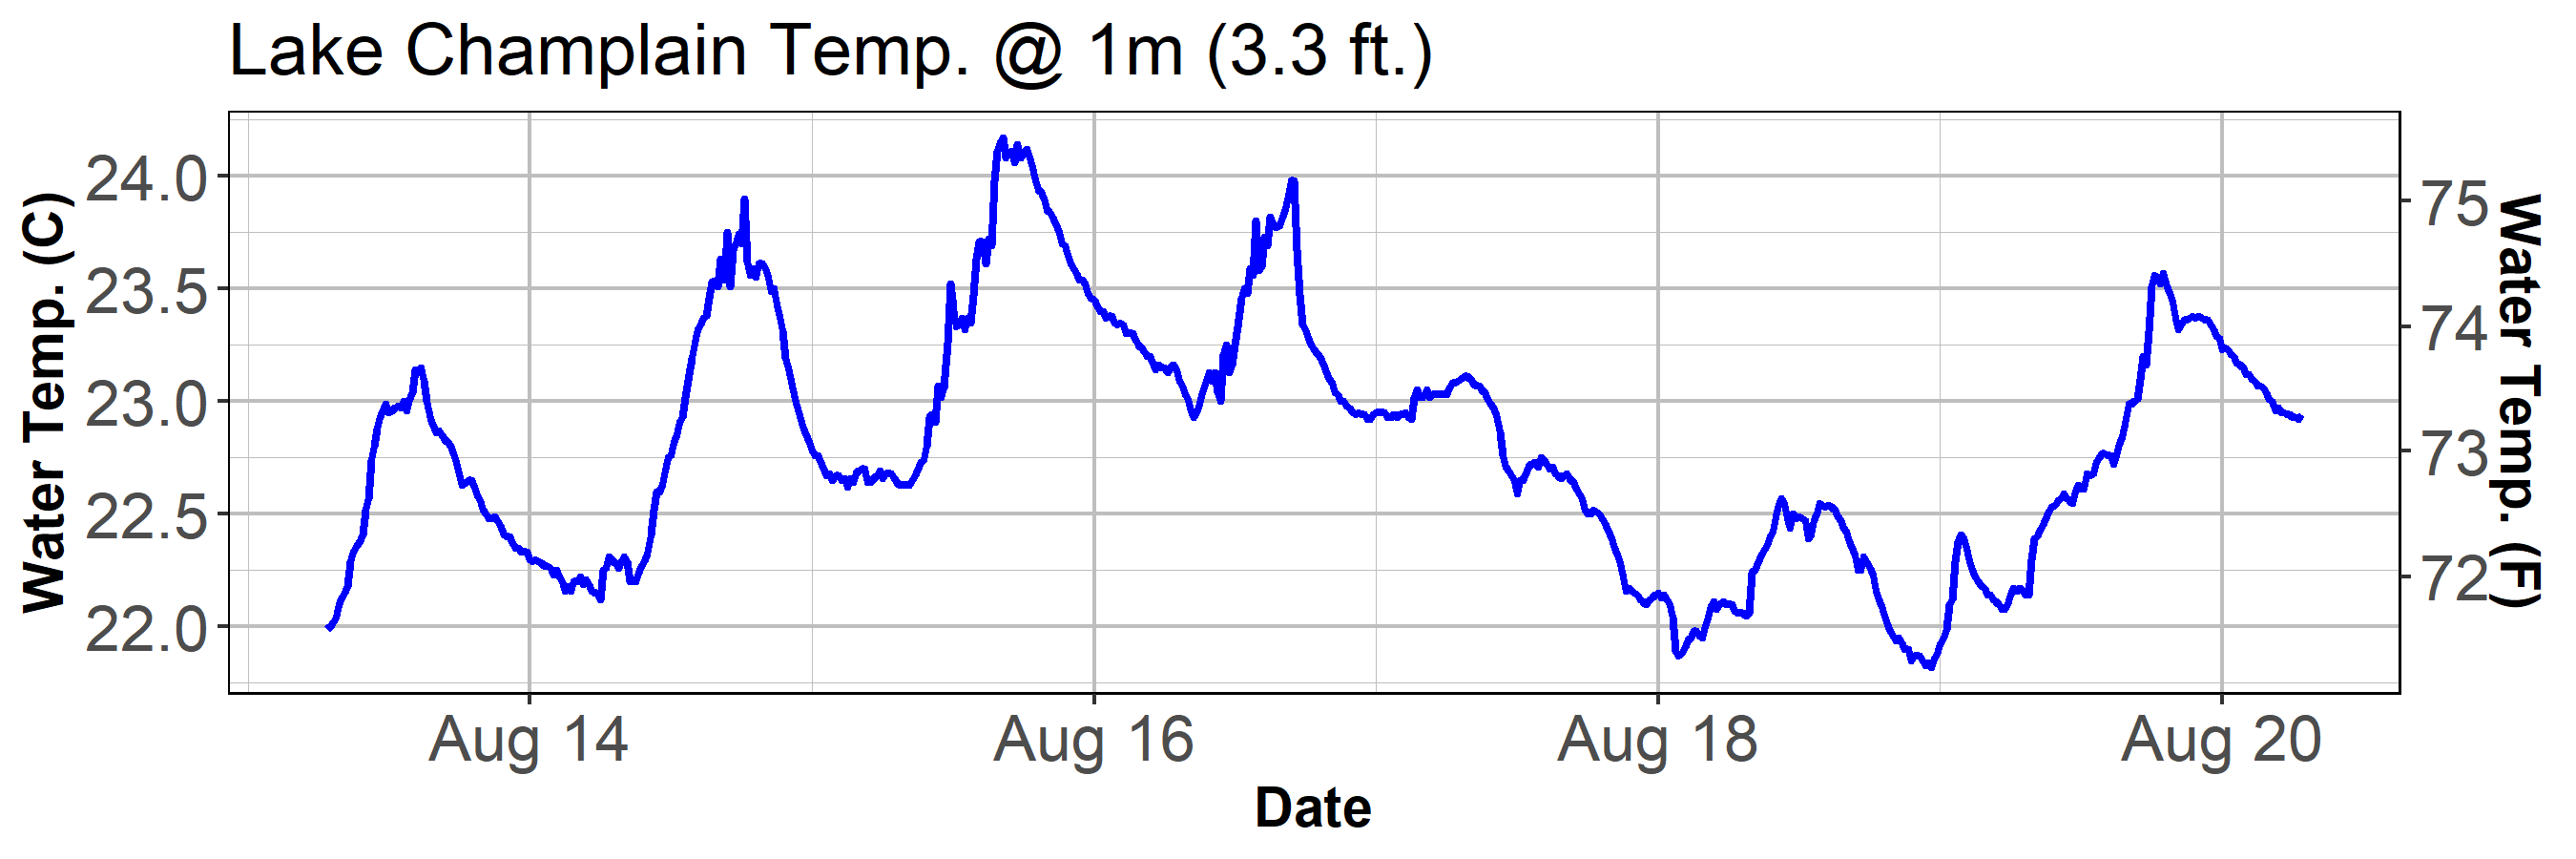 Lake Champlain Temp. @ 1m (3.3 ft.)
Water Temp. (C)
24.0
23.5
23.0
22.5
22.0
75
74
73
72
Water Temp. (F)
Aug 14 Aug 16 Aug 18 Aug 20
Date